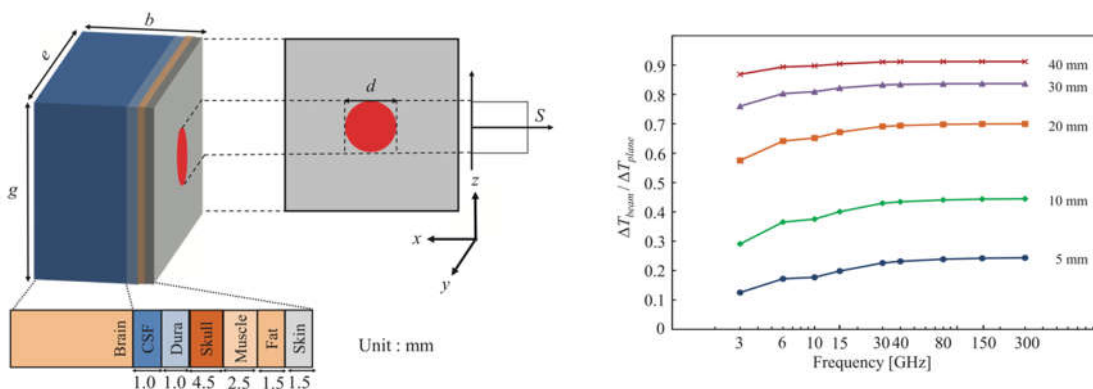 b
e
g
d
S
z
x
y
Brain
CSF
Dura
Skull
Muscle
Fat
Skin
1.0 1.0 4.5 2.5 1.5 1.5
Unit : mm
ΔT_beam / ΔT_plane
0.9
0.8
0.7
0.6
0.5
0.4
0.3
0.2
0.1
0
40 mm
30 mm
20 mm
10 mm
5 mm
3 6 10 15 30 40 80 150 300
Frequency [GHz]